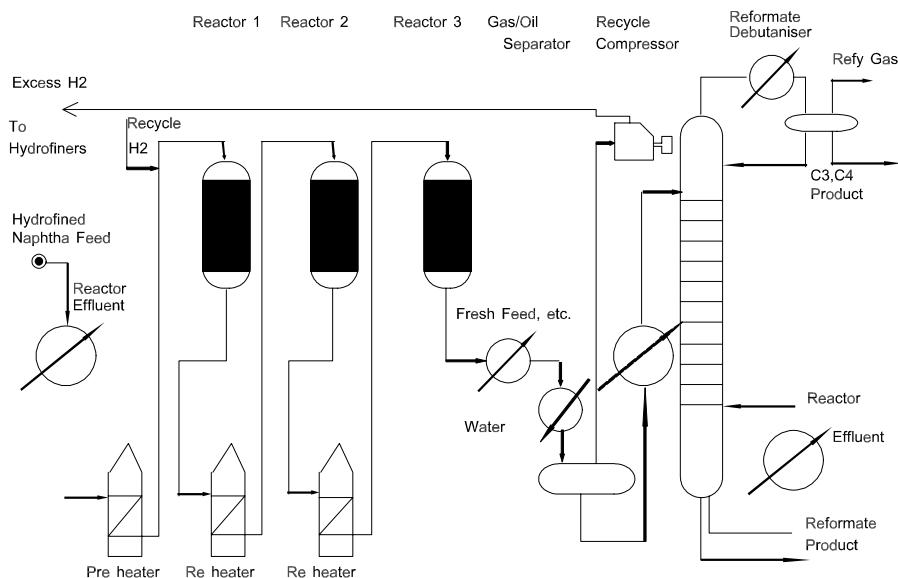 Reactor 1
Reactor 2
Reactor 3
Gas/Oil
Separator
Recycle
Compressor
Reformate
Debutaniser
Refy Gas
Excess H2
To
Hydrofiners
Recycle
H2
C3,C4
Product
Hydrofined
Naphtha Feed
Reactor
Effluent
Fresh Feed, etc.
Water
Reactor
Effluent
Reformate
Product
Pre heater
Re heater
Re heater